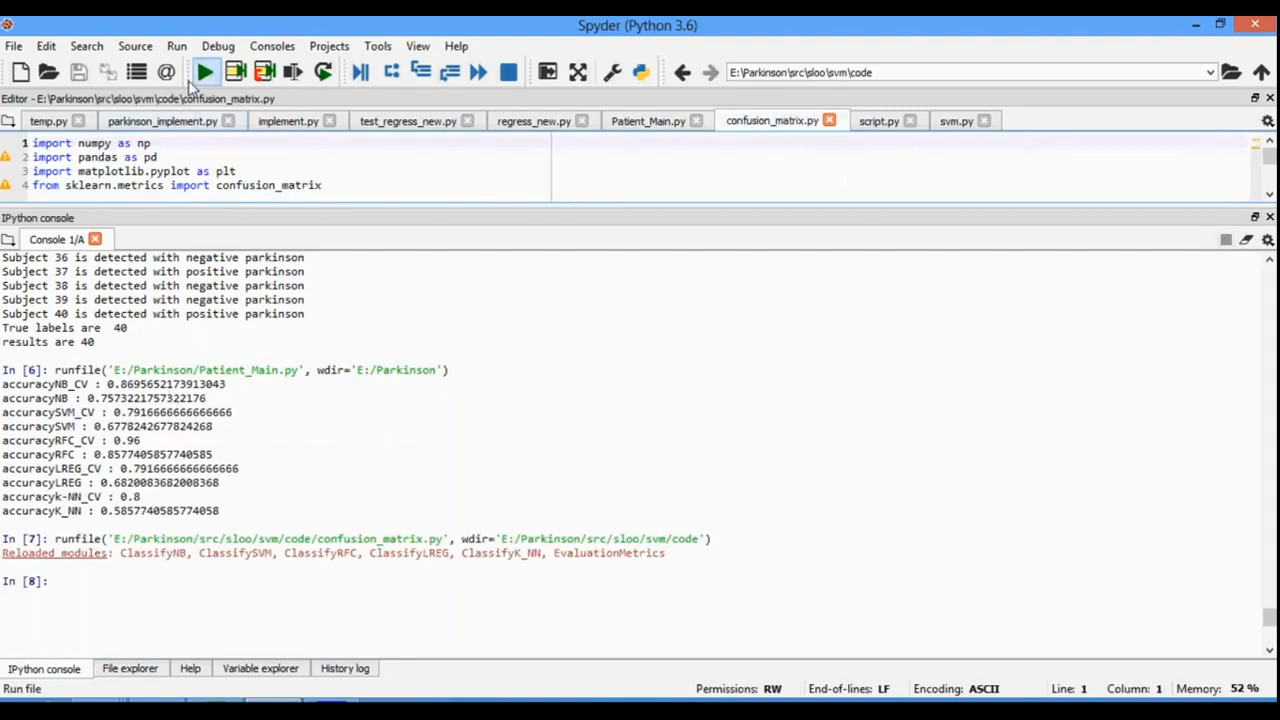 Spyder (Python 3.6)
File Edit Search Source Run Debug Consoles Projects Tools View Help
E:\Parkinson\src\sloo\svm\code
Editor - E:\Parkinson\src\sloo\svm\code\confusion_matrix.py
temp.py parkinson_implement.py implement.py test_regress_new.py regress_new.py Patient_Main.py confusion_matrix.py script.py svm.py
1 import numpy as np
2 import pandas as pd
3 import matplotlib.pyplot as plt
4 from sklearn.metrics import confusion_matrix
IPython console
Console 1/A
Subject 36 is detected with negative parkinson
Subject 37 is detected with positive parkinson
Subject 38 is detected with negative parkinson
Subject 39 is detected with negative parkinson
Subject 40 is detected with positive parkinson
True labels are  40
results are 40
In [6]: runfile('E:/Parkinson/Patient_Main.py', wdir='E:/Parkinson')
accuracyNB_CV : 0.8695652173913043
accuracyNB : 0.7573221757322176
accuracySVM_CV : 0.7916666666666666
accuracySVM : 0.6778242677824268
accuracyRFC_CV : 0.96
accuracyRFC : 0.8577405857740585
accuracyLREG_CV : 0.7916666666666666
accuracyLREG : 0.6820083682008368
accuracyk-NN_CV : 0.8
accuracyK_NN : 0.5857740585774058
In [7]: runfile('E:/Parkinson/src/sloo/svm/code/confusion_matrix.py', wdir='E:/Parkinson/src/sloo/svm/code')
Reloaded modules: ClassifyNB, ClassifySVM, ClassifyRFC, ClassifyLREG, ClassifyK_NN, EvaluationMetrics
In [8]:
IPython console File explorer Help Variable explorer History log
Run file Permissions: RW End-of-lines: LF Encoding: ASCII Line: 1 Column: 1 Memory: 52 %